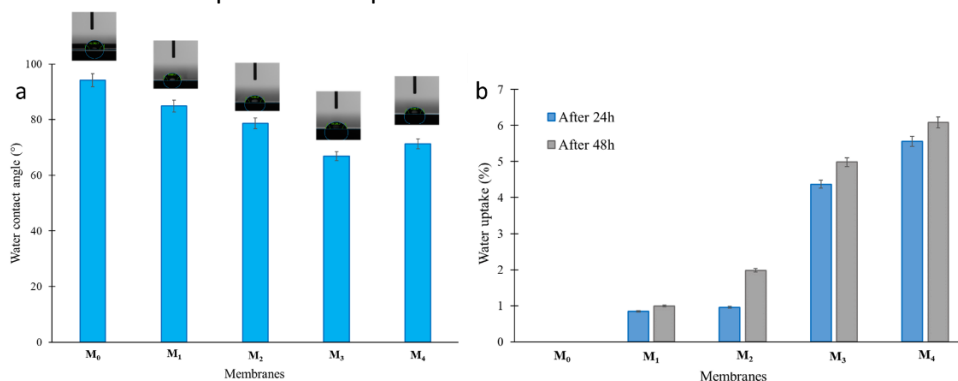 a
Water contact angle (°)
100
80
60
40
20
0
M₀ M₁ M₂ M₃ M₄
Membranes
b
Water uptake (%)
7
6
5
4
3
2
1
0
After 24h
After 48h
M₀ M₁ M₂ M₃ M₄
Membranes